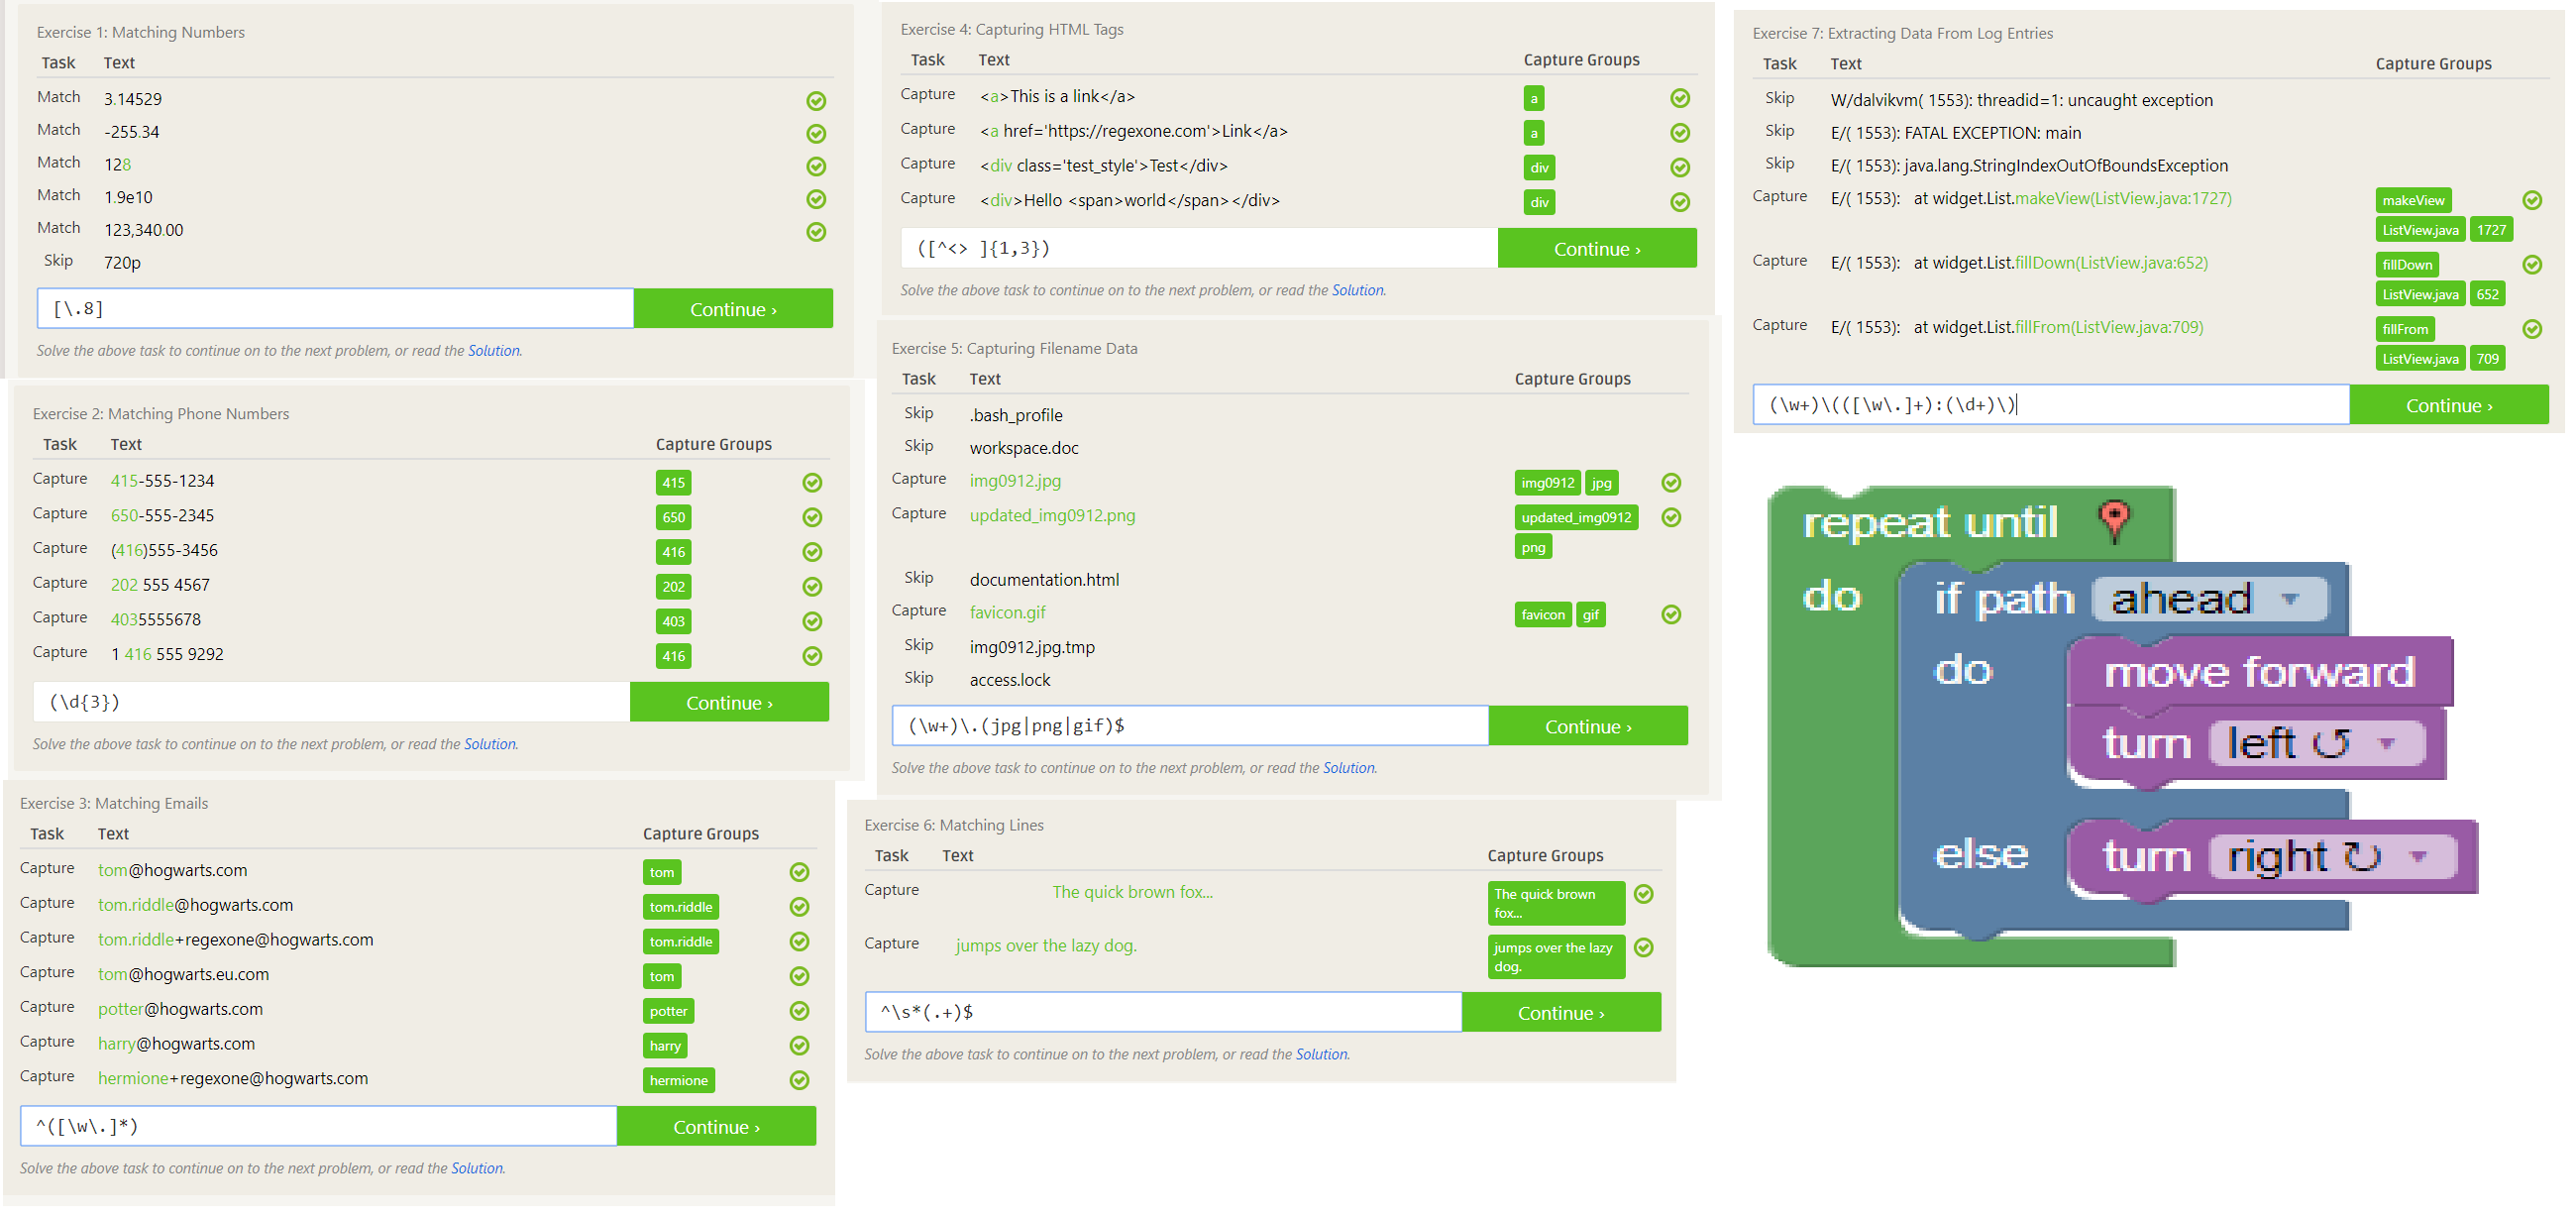 Exercise 1: Matching Numbers
Task Text
Match 3.14529
Match -255.34
Match 128
Match 1.9e10
Match 123,340.00
Skip 720p
[\.8] Continue ›
Solve the above task to continue on to the next problem, or read the Solution.
Exercise 2: Matching Phone Numbers
Task Text Capture Groups
Capture 415-555-1234 415
Capture 650-555-2345 650
Capture (416)555-3456 416
Capture 202 555 4567 202
Capture 4035555678 403
Capture 1 416 555 9292 416
(\d{3}) Continue ›
Solve the above task to continue on to the next problem, or read the Solution.
Exercise 3: Matching Emails
Task Text Capture Groups
Capture tom@hogwarts.com tom
Capture tom.riddle@hogwarts.com tom.riddle
Capture tom.riddle+regexone@hogwarts.com tom.riddle
Capture tom@hogwarts.eu.com tom
Capture potter@hogwarts.com potter
Capture harry@hogwarts.com harry
Capture hermione+regexone@hogwarts.com hermione
^([\w\.]*) Continue ›
Solve the above task to continue on to the next problem, or read the Solution.
Exercise 4: Capturing HTML Tags
Task Text Capture Groups
Capture <a>This is a link</a> a
Capture <a href='https://regexone.com'>Link</a> a
Capture <div class='test_style'>Test</div> div
Capture <div>Hello <span>world</span></div> div
([^<> ]{1,3}) Continue ›
Solve the above task to continue on to the next problem, or read the Solution.
Exercise 5: Capturing Filename Data
Task Text Capture Groups
Skip .bash_profile
Skip workspace.doc
Capture img0912.jpg img0912 jpg
Capture updated_img0912.png updated_img0912
png
Skip documentation.html
Capture favicon.gif favicon gif
Skip img0912.jpg.tmp
Skip access.lock
(\w+)\.(jpg|png|gif)$ Continue ›
Solve the above task to continue on to the next problem, or read the Solution.
Exercise 6: Matching Lines
Task Text Capture Groups
Capture The quick brown fox... The quick brown
fox...
Capture jumps over the lazy dog. jumps over the lazy
dog.
^\s*(.+)$ Continue ›
Solve the above task to continue on to the next problem, or read the Solution.
Exercise 7: Extracting Data From Log Entries
Task Text Capture Groups
Skip W/dalvikvm( 1553): threadid=1: uncaught exception
Skip E/( 1553): FATAL EXCEPTION: main
Skip E/( 1553): java.lang.StringIndexOutOfBoundsException
Capture E/( 1553): at widget.List.makeView(ListView.java:1727) makeView
ListView.java 1727
Capture E/( 1553): at widget.List.fillDown(ListView.java:652) fillDown
ListView.java 652
Capture E/( 1553): at widget.List.fillFrom(ListView.java:709) fillFrom
ListView.java 709
(\w+)\(([\w\.]+):(\d+)\) Continue ›
repeat until
do if path ahead
do move forward
turn left ↺
else turn right ↻